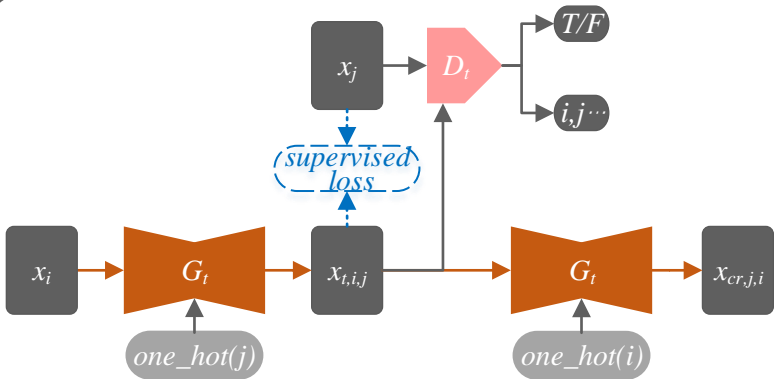 T/F
x_j
D_t
i,j···
supervised
loss
x_i
G_t
x_{t,i,j}
G_t
x_{cr,j,i}
one_hot(j)
one_hot(i)